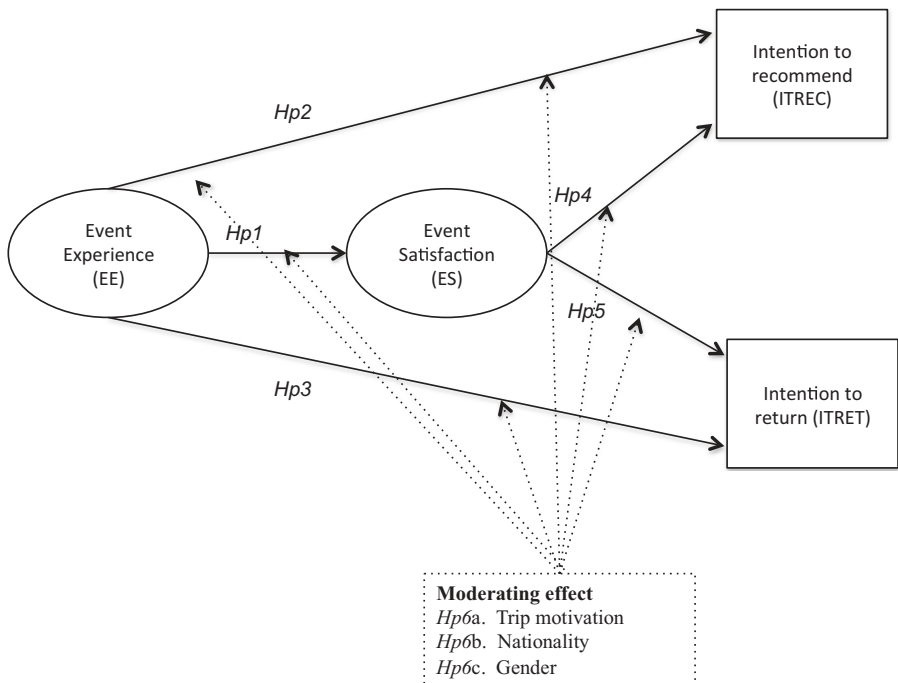 Intention to
recommend
(ITREC)
Hp2
Hp4
Event
Experience
(EE)
Hp1
Event
Satisfaction
(ES)
Hp5
Hp3
Intention to
return (ITRET)
Moderating effect
Hp6a. Trip motivation
Hp6b. Nationality
Hp6c. Gender